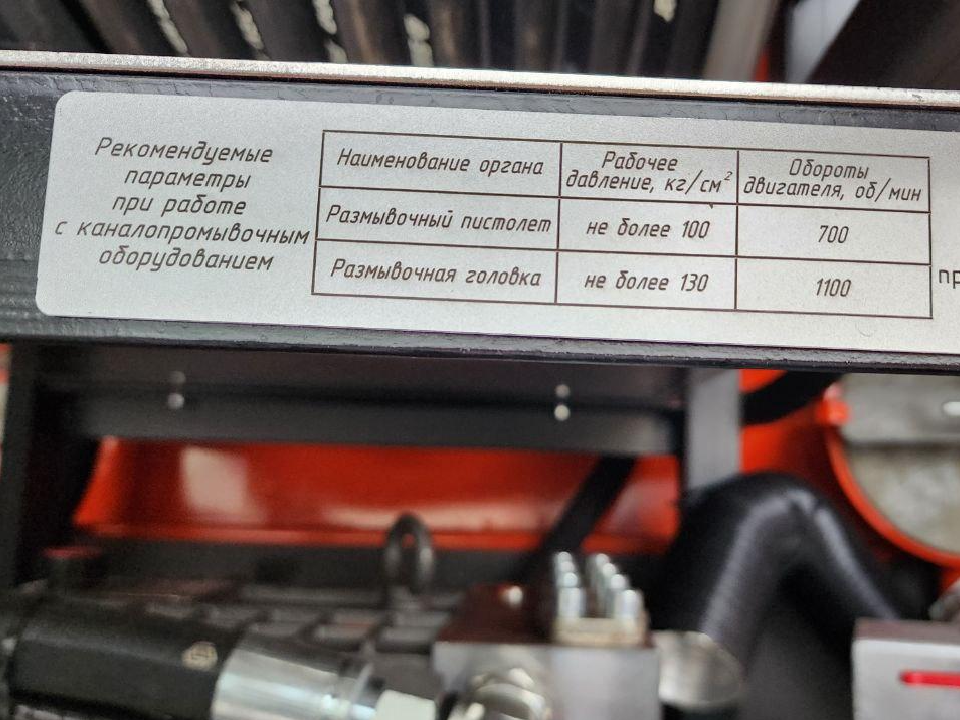 Рекомендуемые
параметры
при работе
с каналопромывочным
оборудованием
Наименование органа
Рабочее
давление, кг/см²
Обороты
двигателя, об/мин
Размывочный пистолет
не более 100
700
Размывочная головка
не более 130
1100